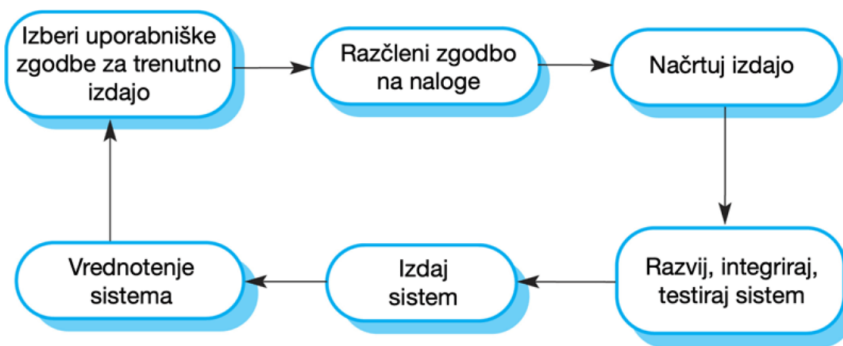 Izberi uporabniške
zgodbe za trenutno
izdajo
Razčleni zgodbo
na naloge
Načrtuj izdajo
Razvij, integriraj,
testiraj sistem
Izdaj
sistem
Vrednotenje
sistema